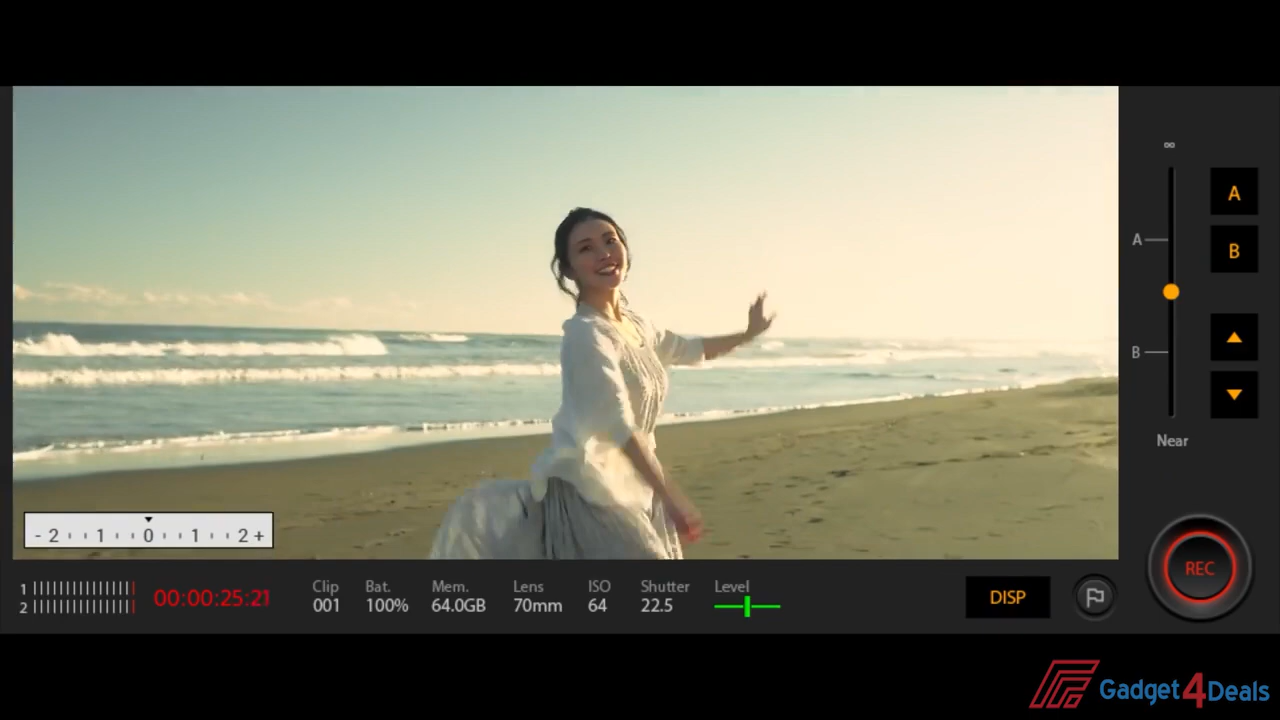 ∞
A
A
B
B
Near
- 2 1 0 1 2 +
1
2
00:00:25:21
Clip
001
Bat.
100%
Mem.
64.0GB
Lens
70mm
ISO
64
Shutter
22.5
Level
DISP
REC
Gadget4Deals